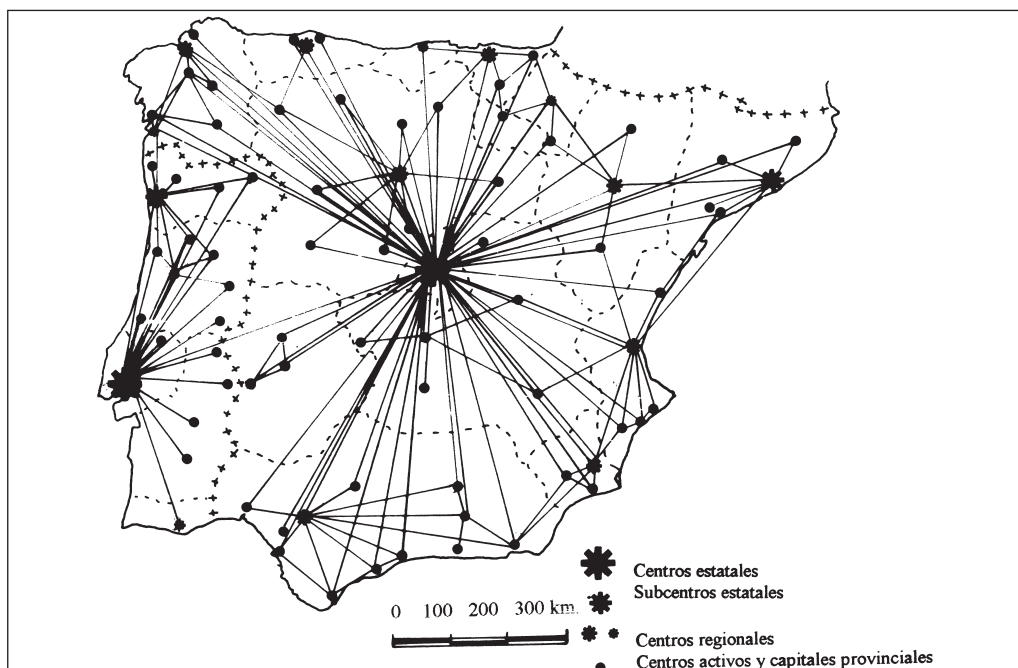 0 100 200 300 km.
Centros estatales
Subcentros estatales
Centros regionales
Centros activos y capitales provinciales